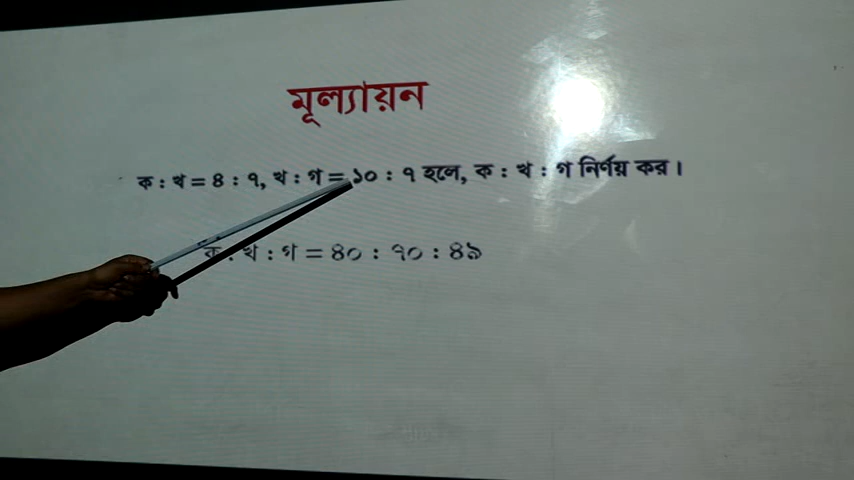 মূল্যায়ন
ক : খ = ৪ : ৭, খ : গ = ১০ : ৭ হলে, ক : খ : গ নির্ণয় কর।
ক : খ : গ = ৪০ : ৭০ : ৪৯